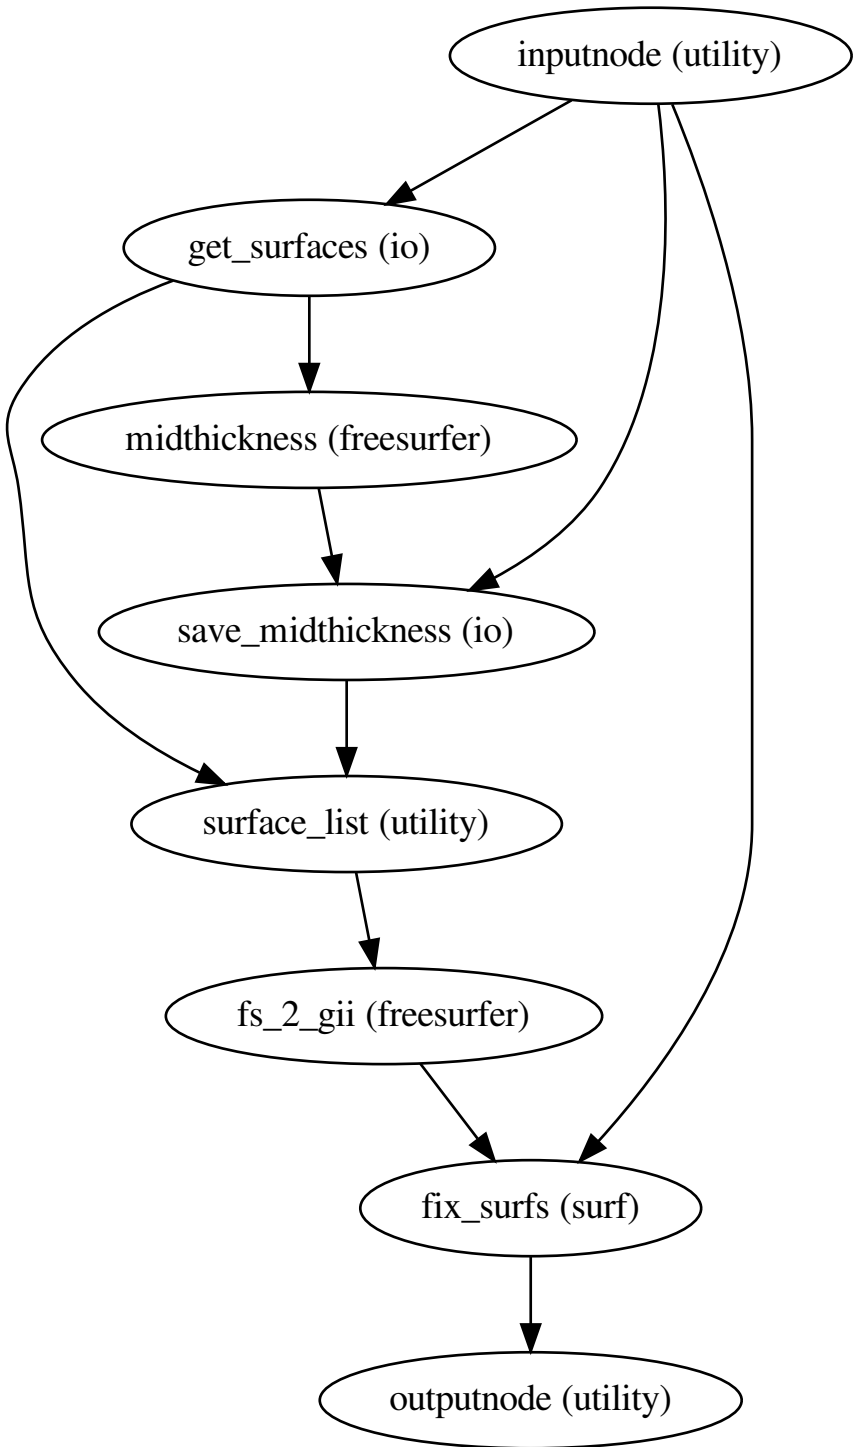 inputnode (utility)
get_surfaces (io)
midthickness (freesurfer)
save_midthickness (io)
surface_list (utility)
fs_2_gii (freesurfer)
fix_surfs (surf)
outputnode (utility)